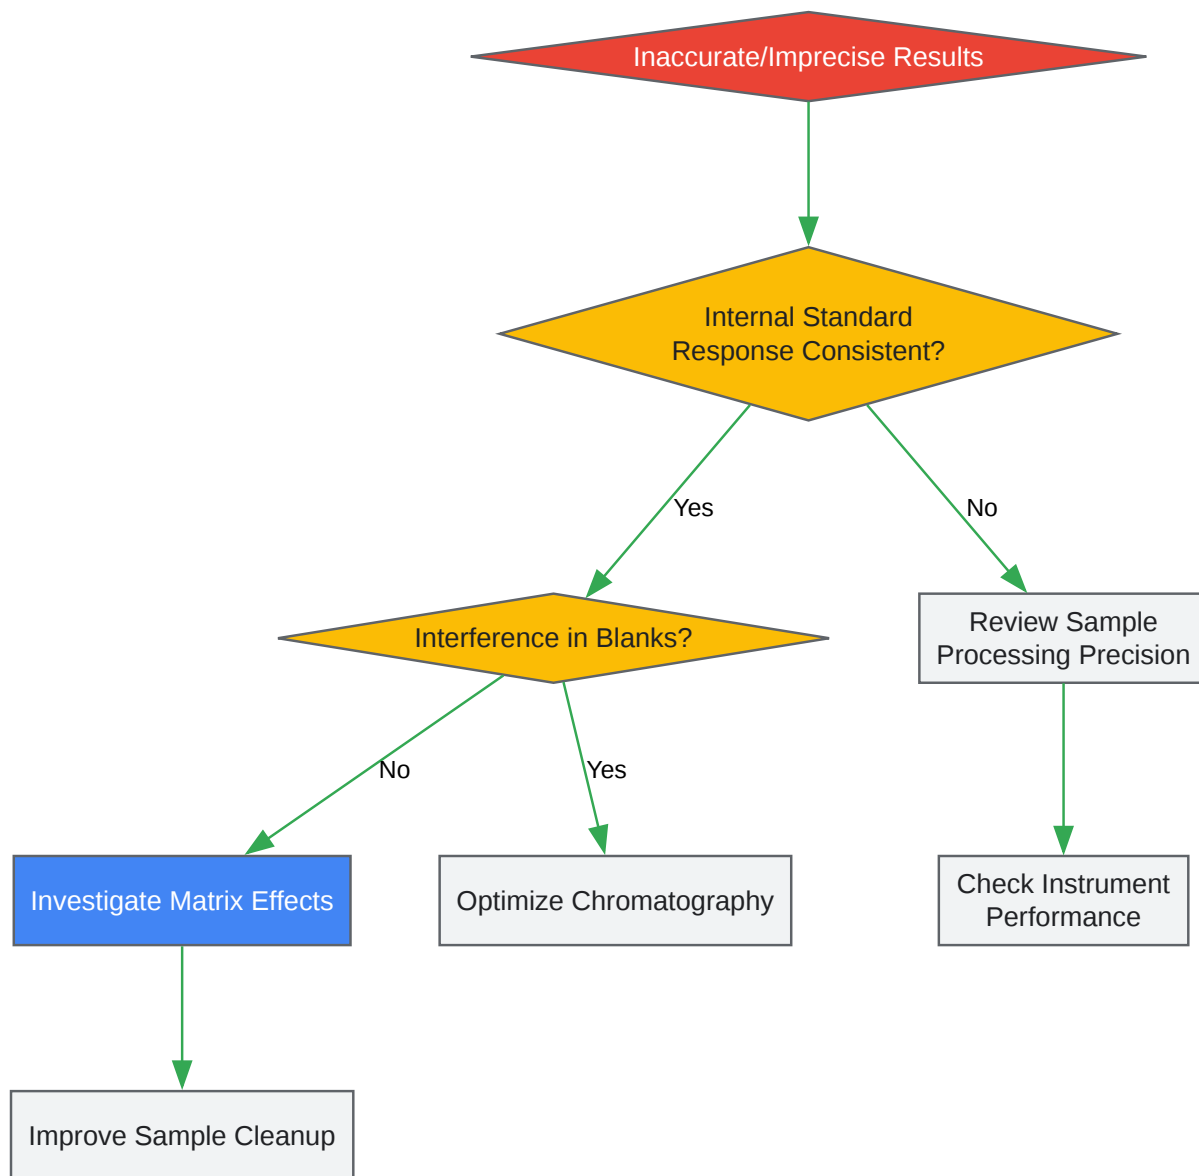 Inaccurate/Imprecise Results
Internal Standard
Response Consistent?
Yes
No
Interference in Blanks?
Review Sample
Processing Precision
No
Yes
Investigate Matrix Effects
Optimize Chromatography
Check Instrument
Performance
Improve Sample Cleanup